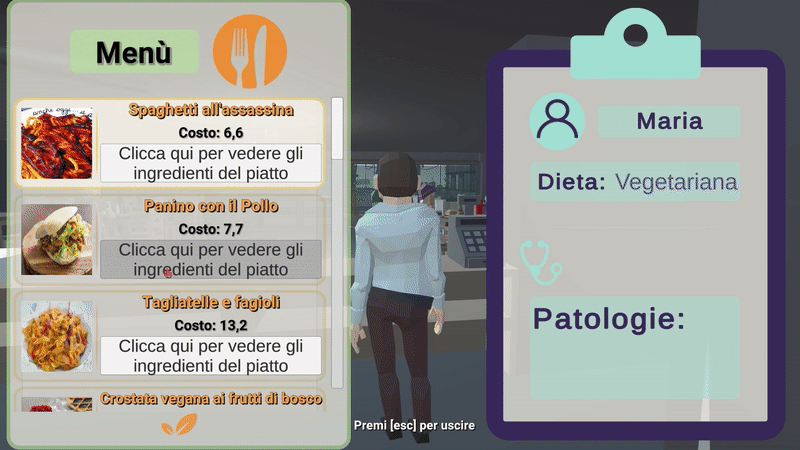 Menù
anche oggi
Spaghetti all'assassina
Costo: 6,6
Clicca qui per vedere gli
ingredienti del piatto
Panino con il Pollo
Costo: 7,7
Clicca qui per vedere gli
ingredienti del piatto
Tagliatelle e fagioli
Costo: 13,2
Clicca qui per vedere gli
ingredienti del piatto
Crostata vegana ai frutti di bosco
Premi [esc] per uscire
Maria
Dieta: Vegetariana
Patologie: